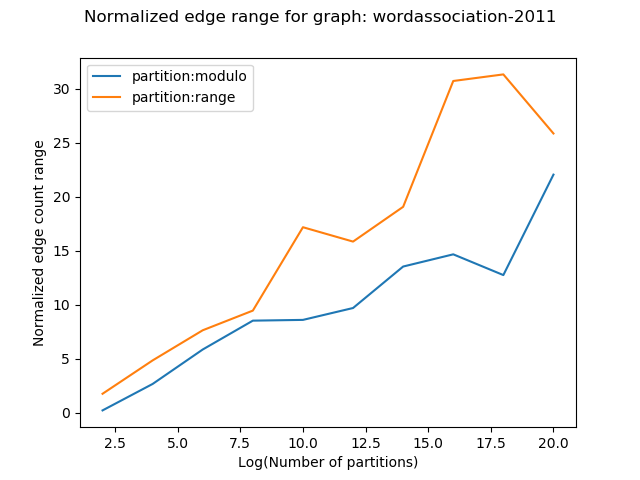 Normalized edge range for graph: wordassociation-2011
partition:modulo
partition:range
Normalized edge count range
30
25
20
15
10
5
0
2.5 5.0 7.5 10.0 12.5 15.0 17.5 20.0
Log(Number of partitions)